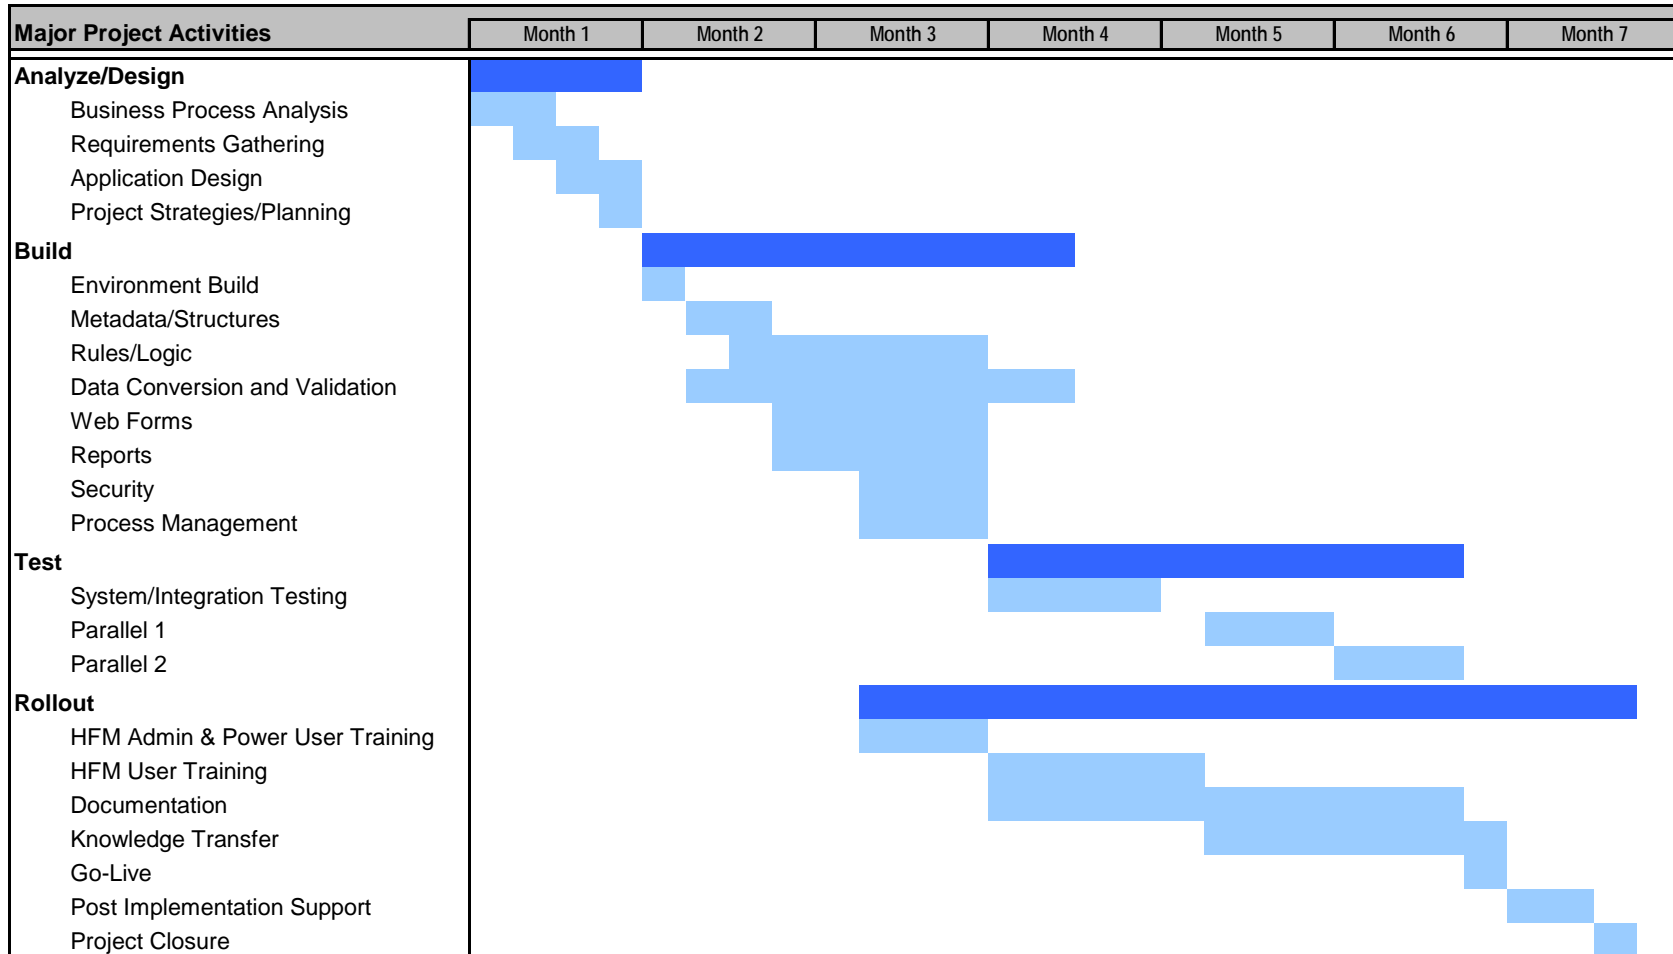 Major Project Activities Month 1 Month 2 Month 3 Month 4 Month 5 Month 6 Month 7
Analyze/Design
Business Process Analysis
Requirements Gathering
Application Design
Project Strategies/Planning
Build
Environment Build
Metadata/Structures
Rules/Logic
Data Conversion and Validation
Web Forms
Reports
Security
Process Management
Test
System/Integration Testing
Parallel 1
Parallel 2
Rollout
HFM Admin & Power User Training
HFM User Training
Documentation
Knowledge Transfer
Go-Live
Post Implementation Support
Project Closure